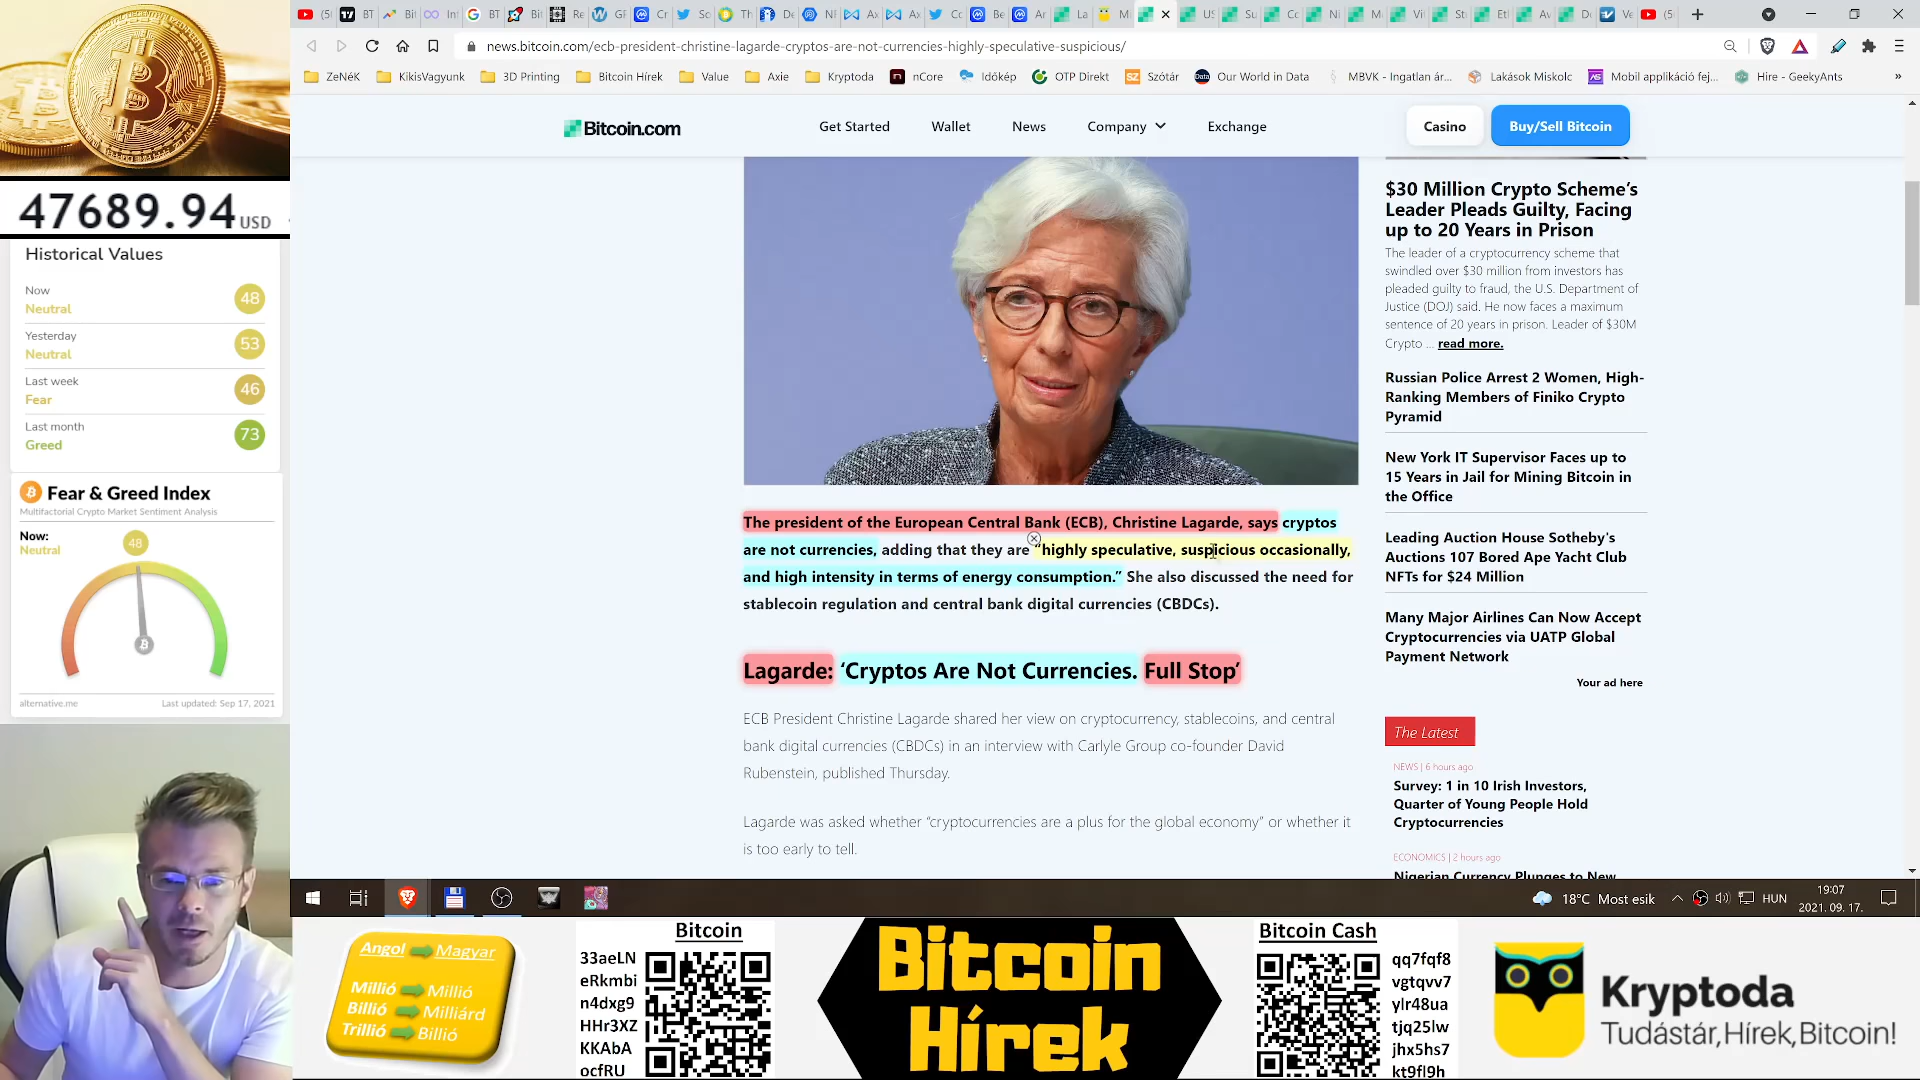 news.bitcoin.com/ecb-president-christine-lagarde-cryptos-are-not-currencies-highly-speculative-suspicious/
ZeNéK
KikisVagyunk
3D Printing
Bitcoin Hírek
Value
Axie
Kryptoda
nCore
Időkép
OTP Direkt
Szótár
Our World in Data
MBVK - Ingatlan ár...
Lakások Miskolc
Mobil applikáció fej...
Hire - GeekyAnts
Bitcoin.com
Get Started
Wallet
News
Company
Exchange
Casino
Buy/Sell Bitcoin
47689.94 USD
Historical Values
Now
Neutral
48
Yesterday
Neutral
53
Last week
Fear
46
Last month
Greed
73
Fear & Greed Index
Multifactorial Crypto Market Sentiment Analysis
Now:
Neutral
48
alternative.me
Last updated: Sep 17, 2021
The president of the European Central Bank (ECB), Christine Lagarde, says cryptos
are not currencies, adding that they are “highly speculative, suspicious occasionally,
and high intensity in terms of energy consumption.” She also discussed the need for
stablecoin regulation and central bank digital currencies (CBDCs).
Lagarde: ‘Cryptos Are Not Currencies. Full Stop’
ECB President Christine Lagarde shared her view on cryptocurrency, stablecoins, and central
bank digital currencies (CBDCs) in an interview with Carlyle Group co-founder David
Rubenstein, published Thursday.
Lagarde was asked whether “cryptocurrencies are a plus for the global economy” or whether it
is too early to tell.
$30 Million Crypto Scheme’s
Leader Pleads Guilty, Facing
up to 20 Years in Prison
The leader of a cryptocurrency scheme that
swindled over $30 million from investors has
pleaded guilty to fraud, the U.S. Department of
Justice (DOJ) said. He now faces a maximum
sentence of 20 years in prison. Leader of $30M
Crypto ... read more.
Russian Police Arrest 2 Women, High-
Ranking Members of Finiko Crypto
Pyramid
New York IT Supervisor Faces up to
15 Years in Jail for Mining Bitcoin in
the Office
Leading Auction House Sotheby's
Auctions 107 Bored Ape Yacht Club
NFTs for $24 Million
Many Major Airlines Can Now Accept
Cryptocurrencies via UATP Global
Payment Network
Your ad here
The Latest
NEWS | 6 hours ago
Survey: 1 in 10 Irish Investors,
Quarter of Young People Hold
Cryptocurrencies
ECONOMICS | 2 hours ago
Nigerian Currency Plunges to New
18°C Most esik
HUN
19:07
2021. 09. 17.
Angol Magyar
Millió Millió
Billió Milliárd
Trillió Billió
Bitcoin
33aeLN
eRkmbi
n4dxg9
HHr3XZ
KKAbA
ocfRU
Bitcoin
Hírek
Bitcoin Cash
qq7fqf8
vgtqvv7
ylr48ua
tjq25lw
jhx5hs7
kt9fl9h
Kryptoda
Tudástár,Hírek,Bitcoin!